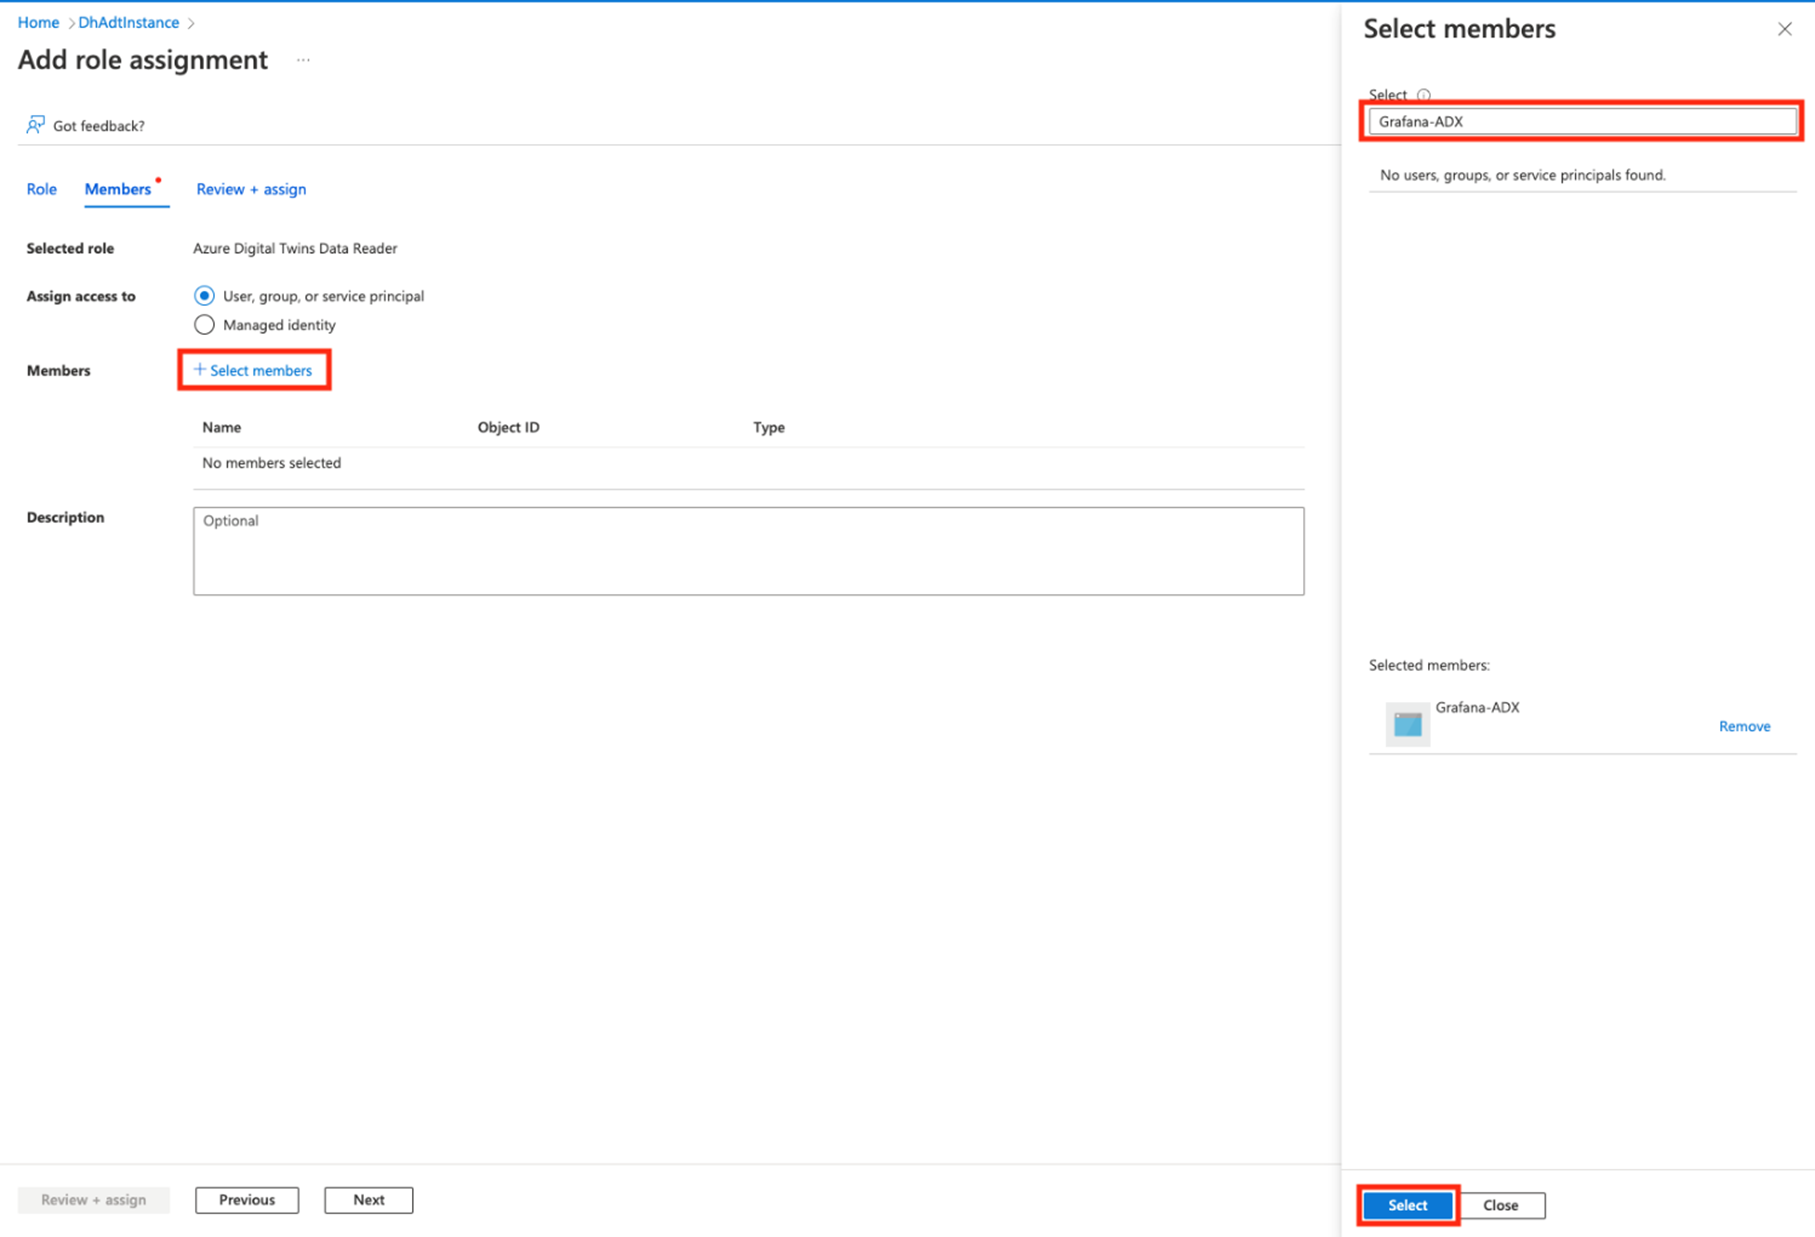 Home > DhAdtInstance >
Add role assignment ...
Got feedback?
Role Members Review + assign
Selected role Azure Digital Twins Data Reader
Assign access to User, group, or service principal
Managed identity
Members + Select members
Name Object ID Type
No members selected
Description Optional
Review + assign Previous Next
Select members
Select
Grafana-ADX
No users, groups, or service principals found.
Selected members:
Grafana-ADX
Remove
Select Close